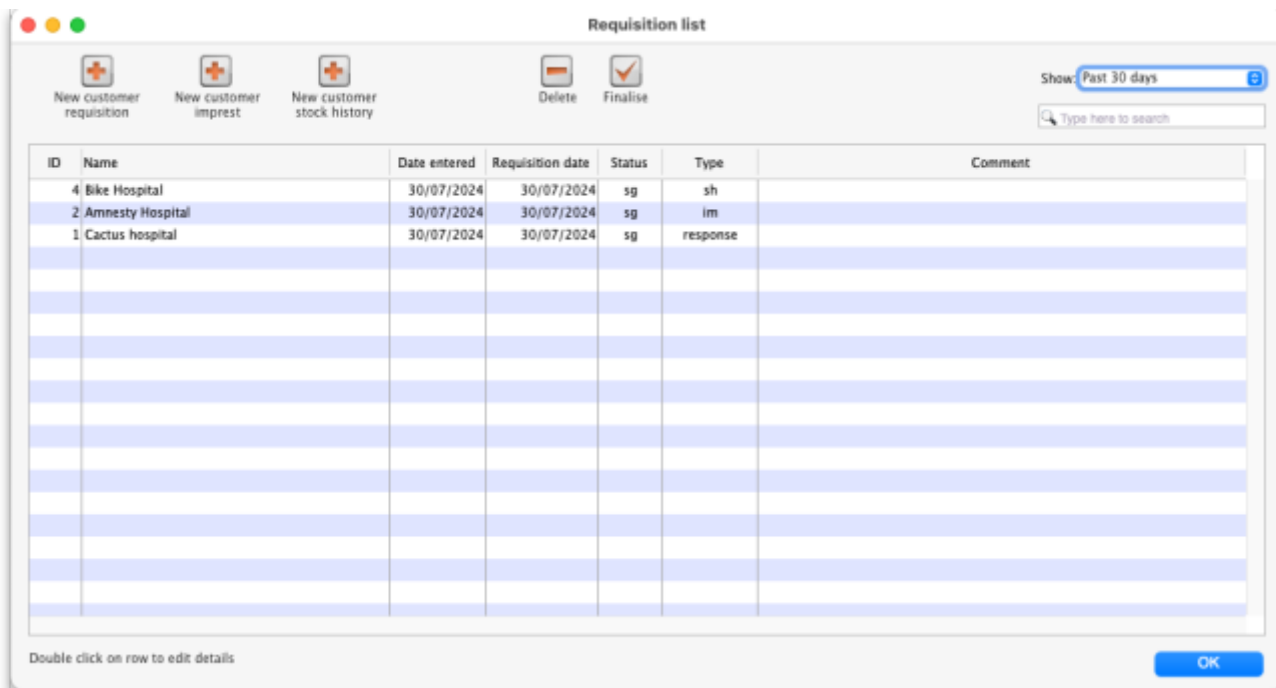 Requisition list
New customer requisition
New customer imprest
New customer stock history
Delete
Finalise
Show: Past 30 days
Type here to search
ID Name Date entered Requisition date Status Type Comment
4 Bike Hospital 30/07/2024 30/07/2024 sg sh
2 Amnesty Hospital 30/07/2024 30/07/2024 sg im
1 Cactus hospital 30/07/2024 30/07/2024 sg response
Double click on row to edit details
OK